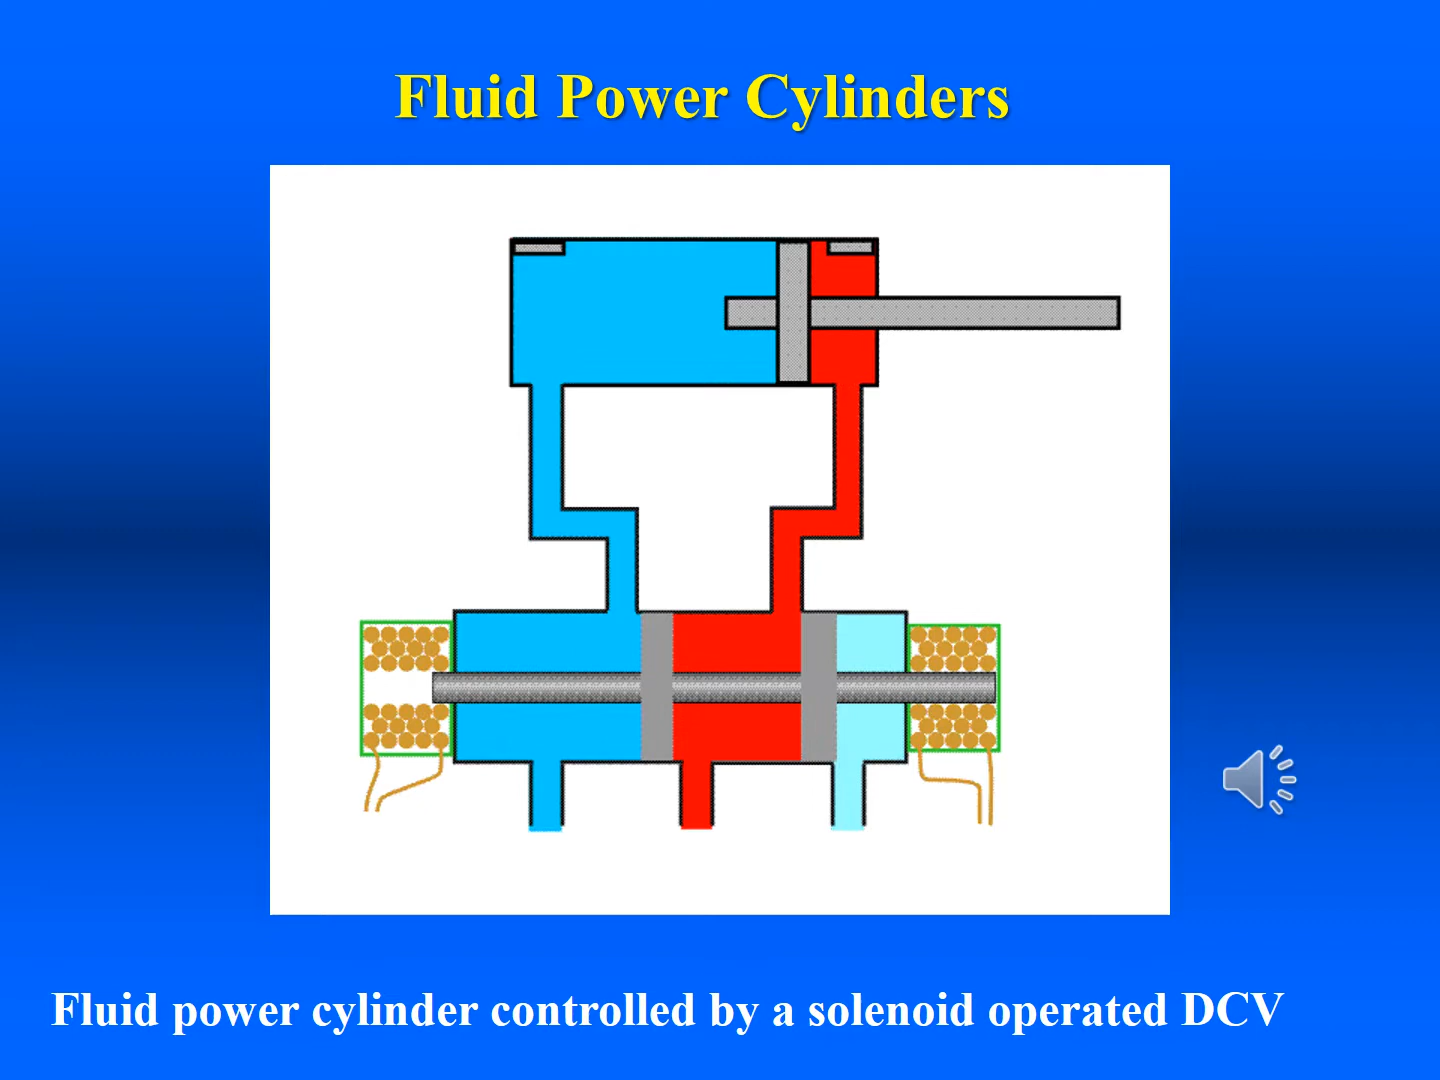 Fluid Power Cylinders
Fluid power cylinder controlled by a solenoid operated DCV